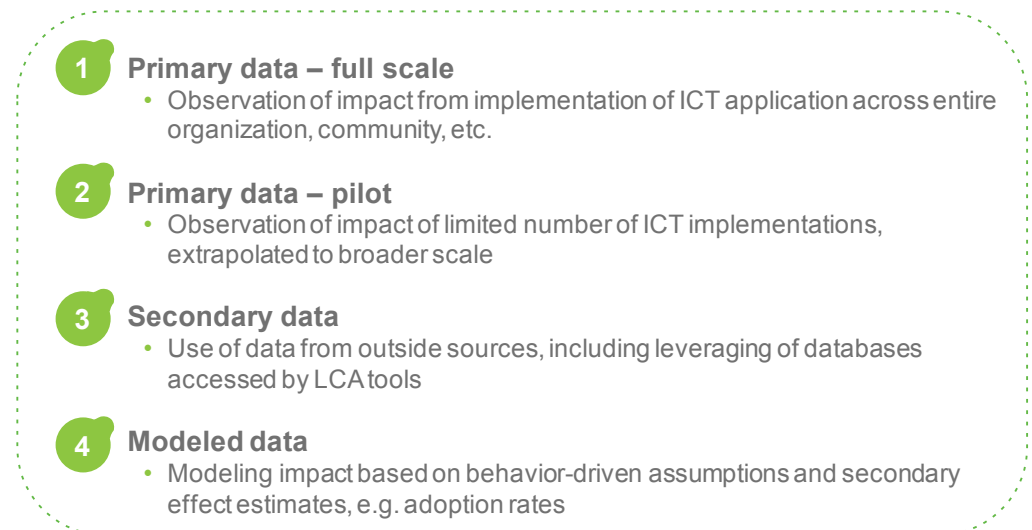 1 Primary data – full scale
• Observation of impact from implementation of ICT application across entire
organization, community, etc.
2 Primary data – pilot
• Observation of impact of limited number of ICT implementations,
extrapolated to broader scale
3 Secondary data
• Use of data from outside sources, including leveraging of databases
accessed by LCA tools
4 Modeled data
• Modeling impact based on behavior-driven assumptions and secondary
effect estimates, e.g. adoption rates